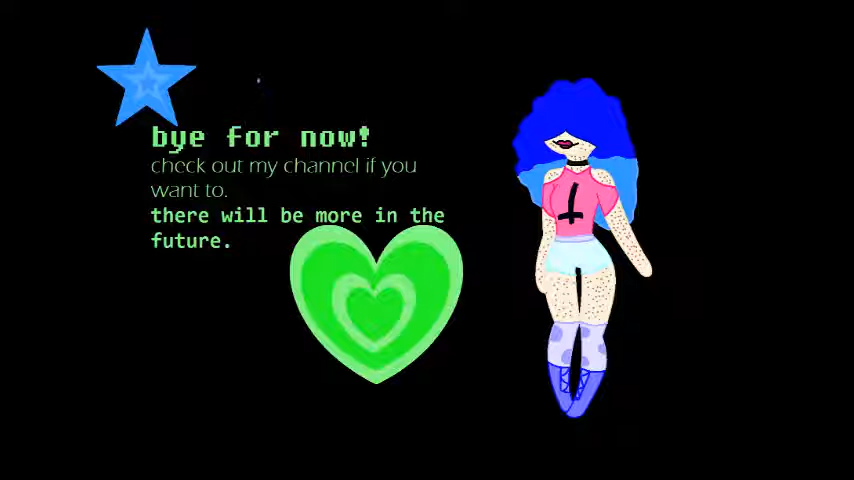 bye for now!
check out my channel if you
want to.
there will be more in the
future.